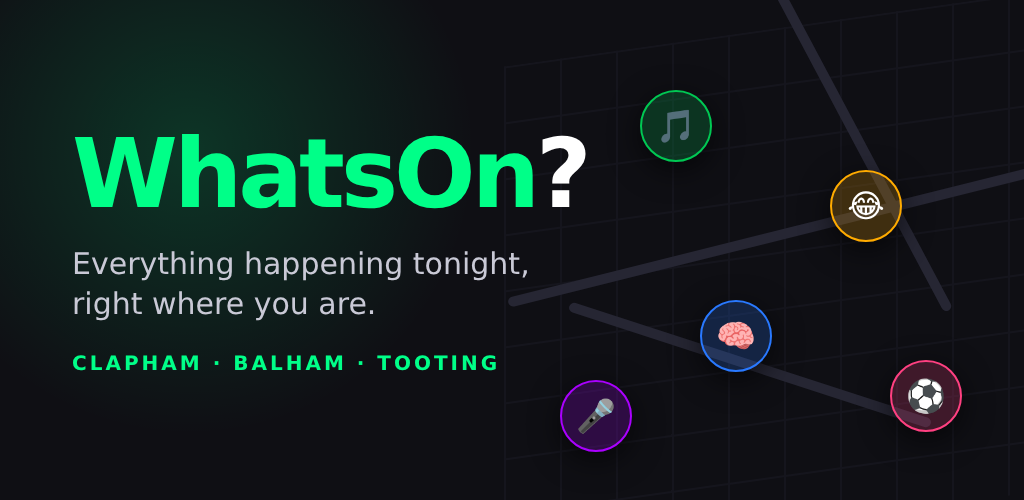 WhatsOn?
Everything happening tonight,
right where you are.
CLAPHAM · BALHAM · TOOTING